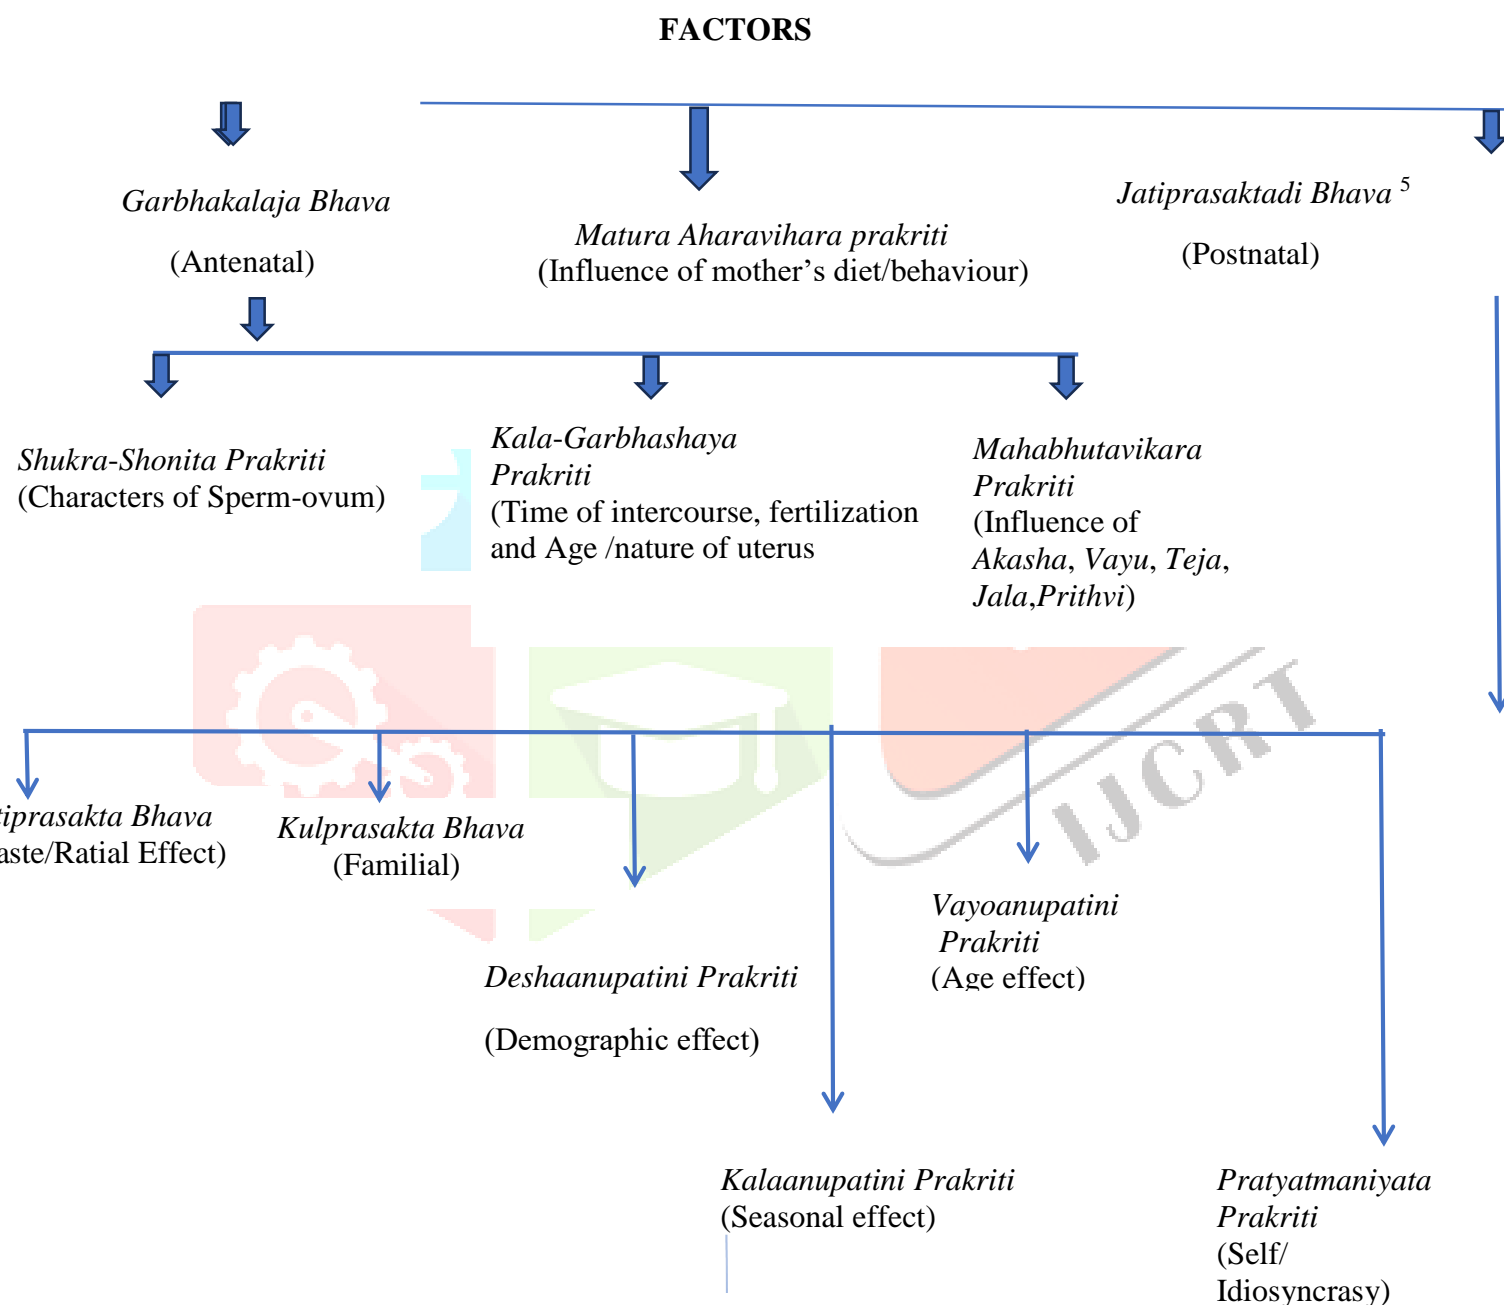 FACTORS
Garbhakalaja Bhava
(Antenatal)
Matura Aharavihara prakriti
(Influence of mother’s diet/behaviour)
Jatiprasaktadi Bhava 5
(Postnatal)
Shukra-Shonita Prakriti
(Characters of Sperm-ovum)
Kala-Garbhashaya
Prakriti
(Time of intercourse, fertilization
and Age /nature of uterus
Mahabhutavikara
Prakriti
(Influence of
Akasha, Vayu, Teja,
Jala,Prithvi)
tiprasakta Bhava
aste/Ratial Effect)
Kulprasakta Bhava
(Familial)
Deshaanupatini Prakriti
(Demographic effect)
Kalaanupatini Prakriti
(Seasonal effect)
Vayoanupatini
Prakriti
(Age effect)
Pratyatmaniyata
Prakriti
(Self/
Idiosyncrasy)
IJCRT